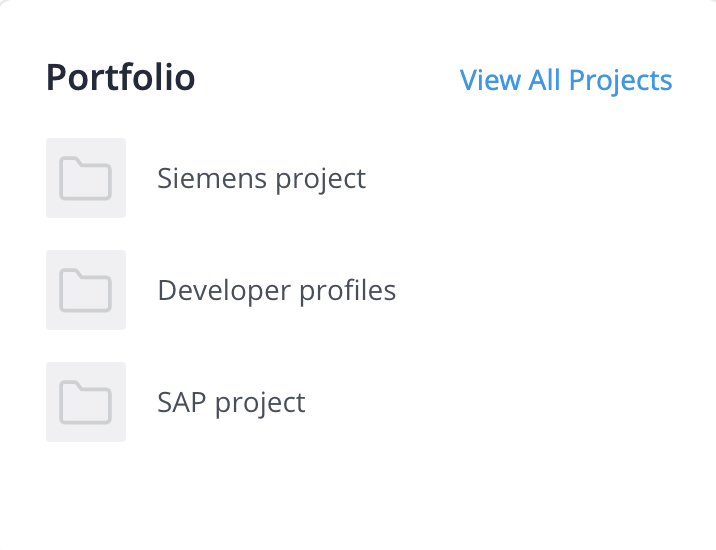 Portfolio
View All Projects
Siemens project
Developer profiles
SAP project